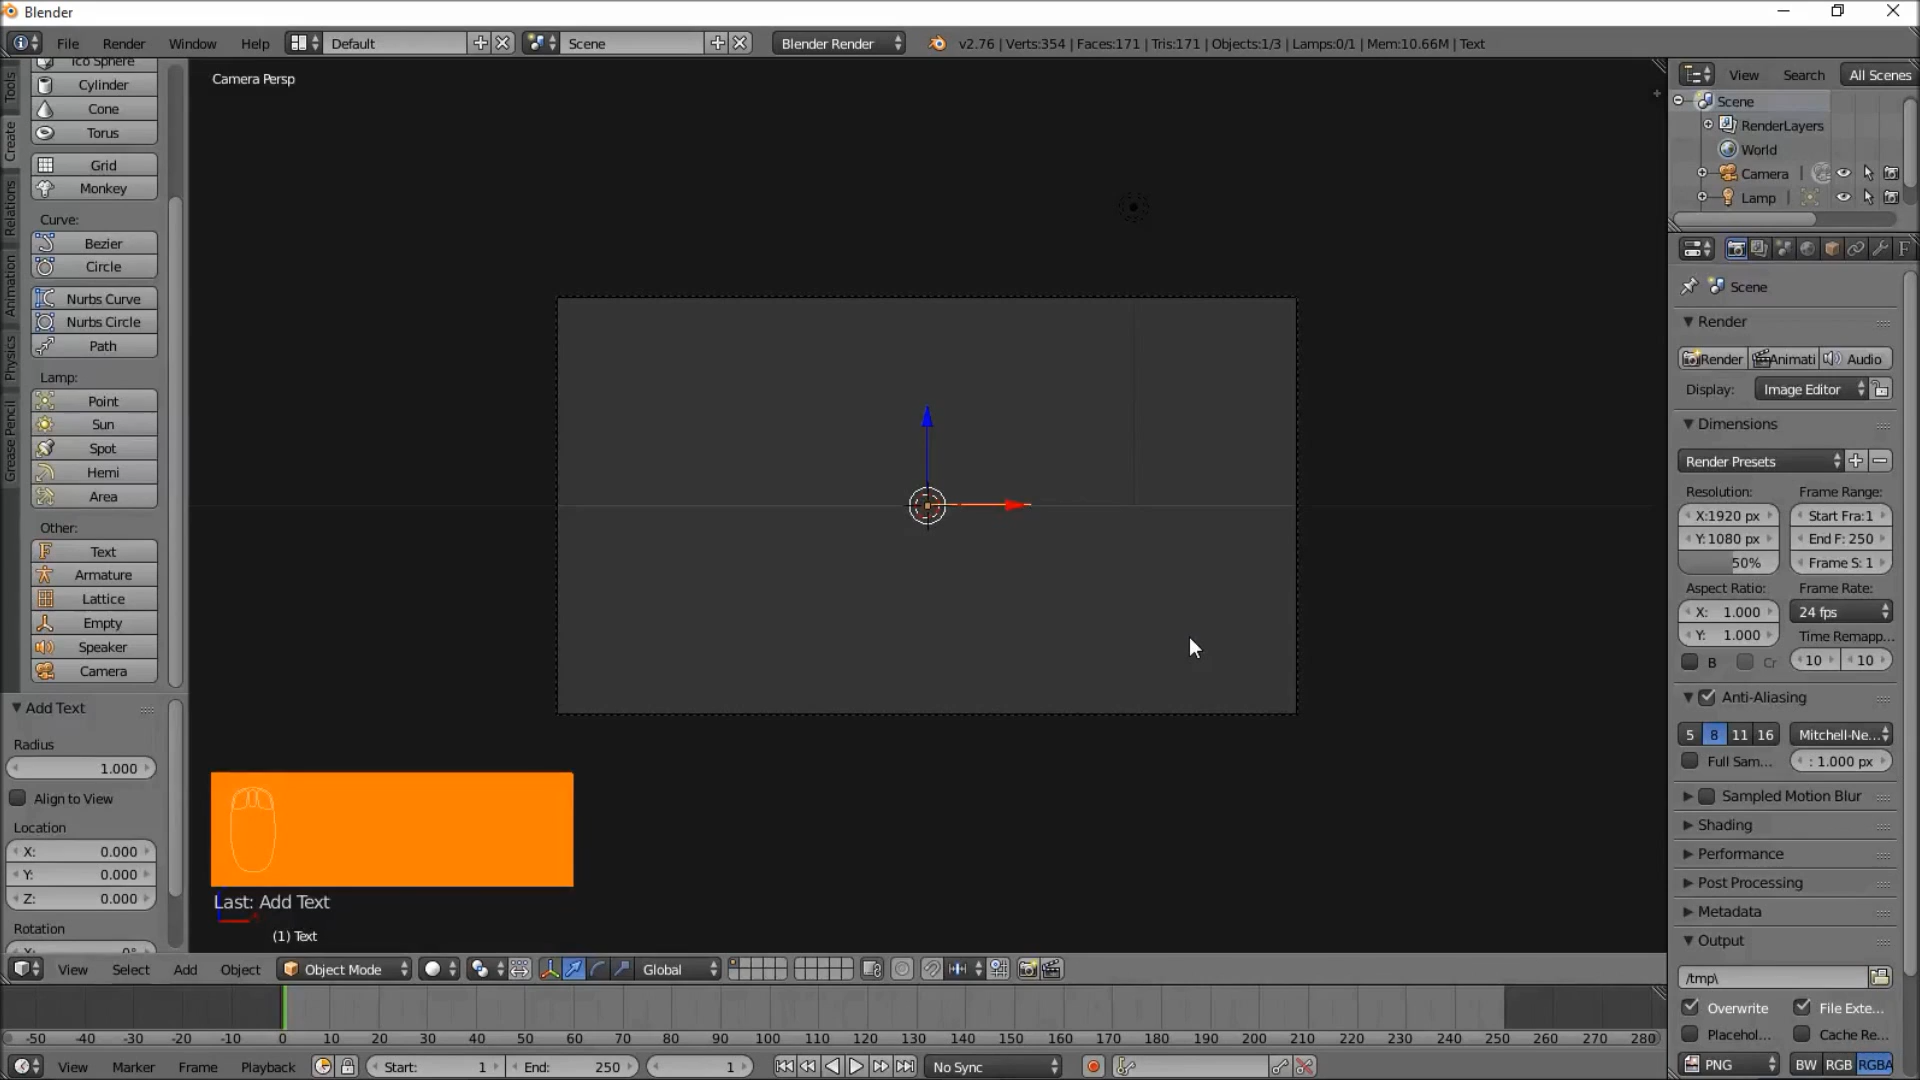 Blender
File Render Window Help Default Scene Blender Render v2.76 | Verts:354 | Faces:171 | Tris:171 | Objects:1/3 | Lamps:0/1 | Mem:10.66M | Text
Tools
Create
Relations
Animation
Physics
Grease Pencil
Ico Sphere
Cylinder
Cone
Torus
Grid
Monkey
Curve:
Bezier
Circle
Nurbs Curve
Nurbs Circle
Path
Lamp:
Point
Sun
Spot
Hemi
Area
Other:
Text
Armature
Lattice
Empty
Speaker
Camera
Add Text
Radius
1.000
Align to View
Location
X: 0.000
Y: 0.000
Z: 0.000
Rotation
X: 0°
Camera Persp
Last: Add Text
(1) Text
View Select Add Object Object Mode Global
-50 -40 -30 -20 -10 0 10 20 30 40 50 60 70 80 90 100 110 120 130 140 150 160 170 180 190 200 210 220 230 240 250 260 270 280
View Marker Frame Playback Start: 1 End: 250 1 No Sync
View Search All Scenes
Scene
RenderLayers
World
Camera
Lamp
F
Scene
Render
Render Animati Audio
Display: Image Editor
Dimensions
Render Presets
Resolution: Frame Range:
X:1920 px Start Fra:1
Y:1080 px End F: 250
50% Frame S: 1
Aspect Ratio: Frame Rate:
X: 1.000 24 fps
Y: 1.000 Time Remapp...
B Cr 10 10
Anti-Aliasing
5 8 11 16 Mitchell-Ne...
Full Sam... : 1.000 px
Sampled Motion Blur
Shading
Performance
Post Processing
Metadata
Output
/tmp\
Overwrite File Exte...
Placehol... Cache Re...
PNG BW RGB RGBA